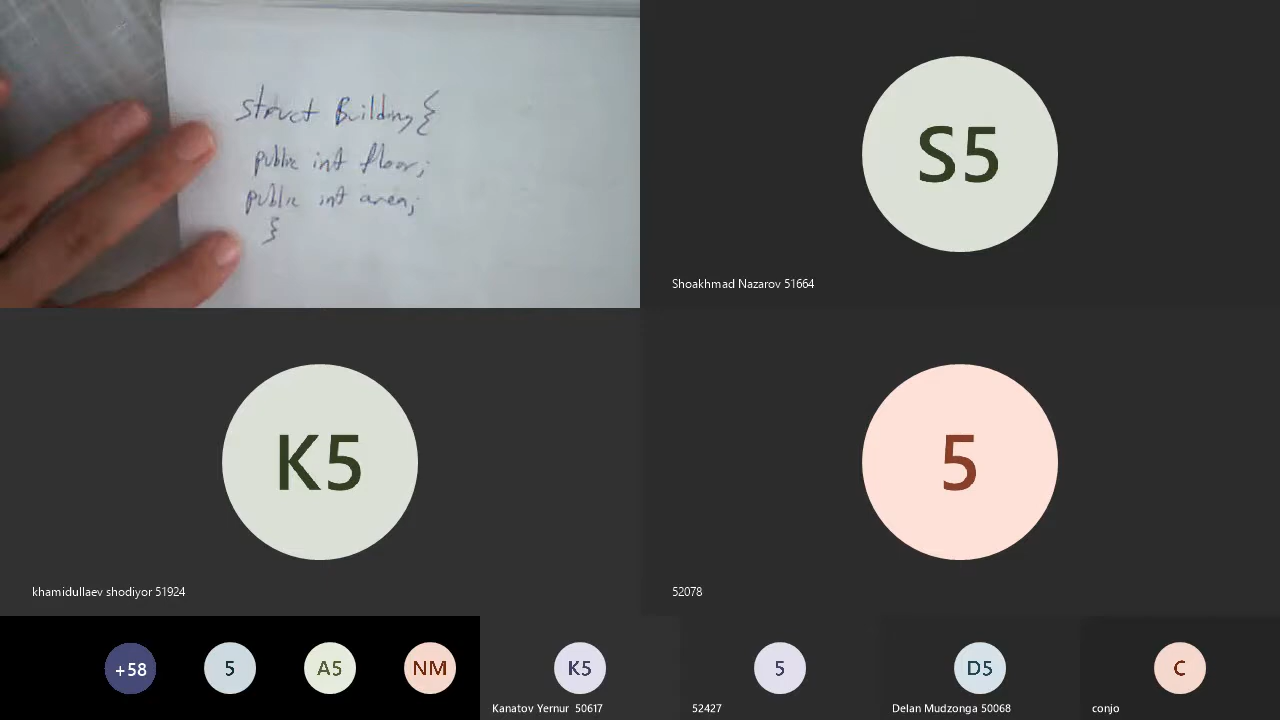 struct Building {
public int floor;
public int area;
}
S5
Shoakhmad Nazarov 51664
K5
khamidullaev shodiyor 51924
5
52078
+58
5
A5
NM
K5
Kanatov Yernur 50617
5
52427
D5
Delan Mudzonga 50068
C
conjo